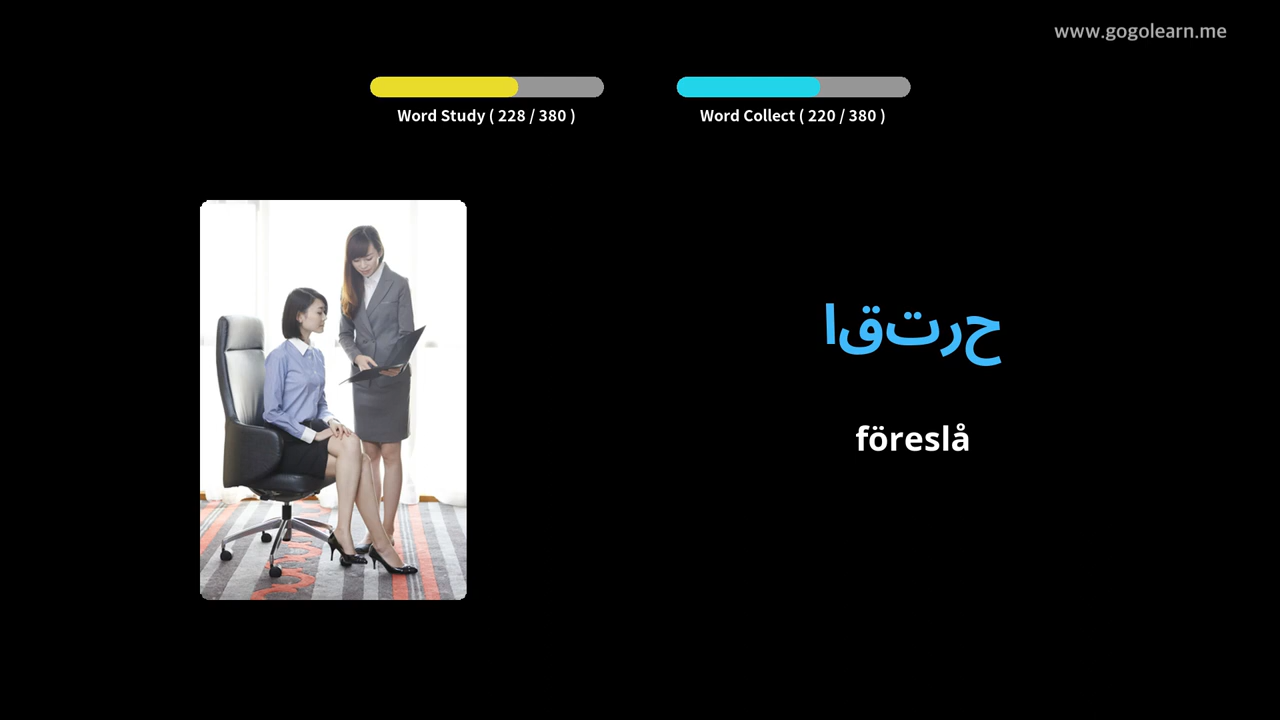 www.gogolearn.me
Word Study ( 228 / 380 )
Word Collect ( 220 / 380 )
اقترح
föreslå